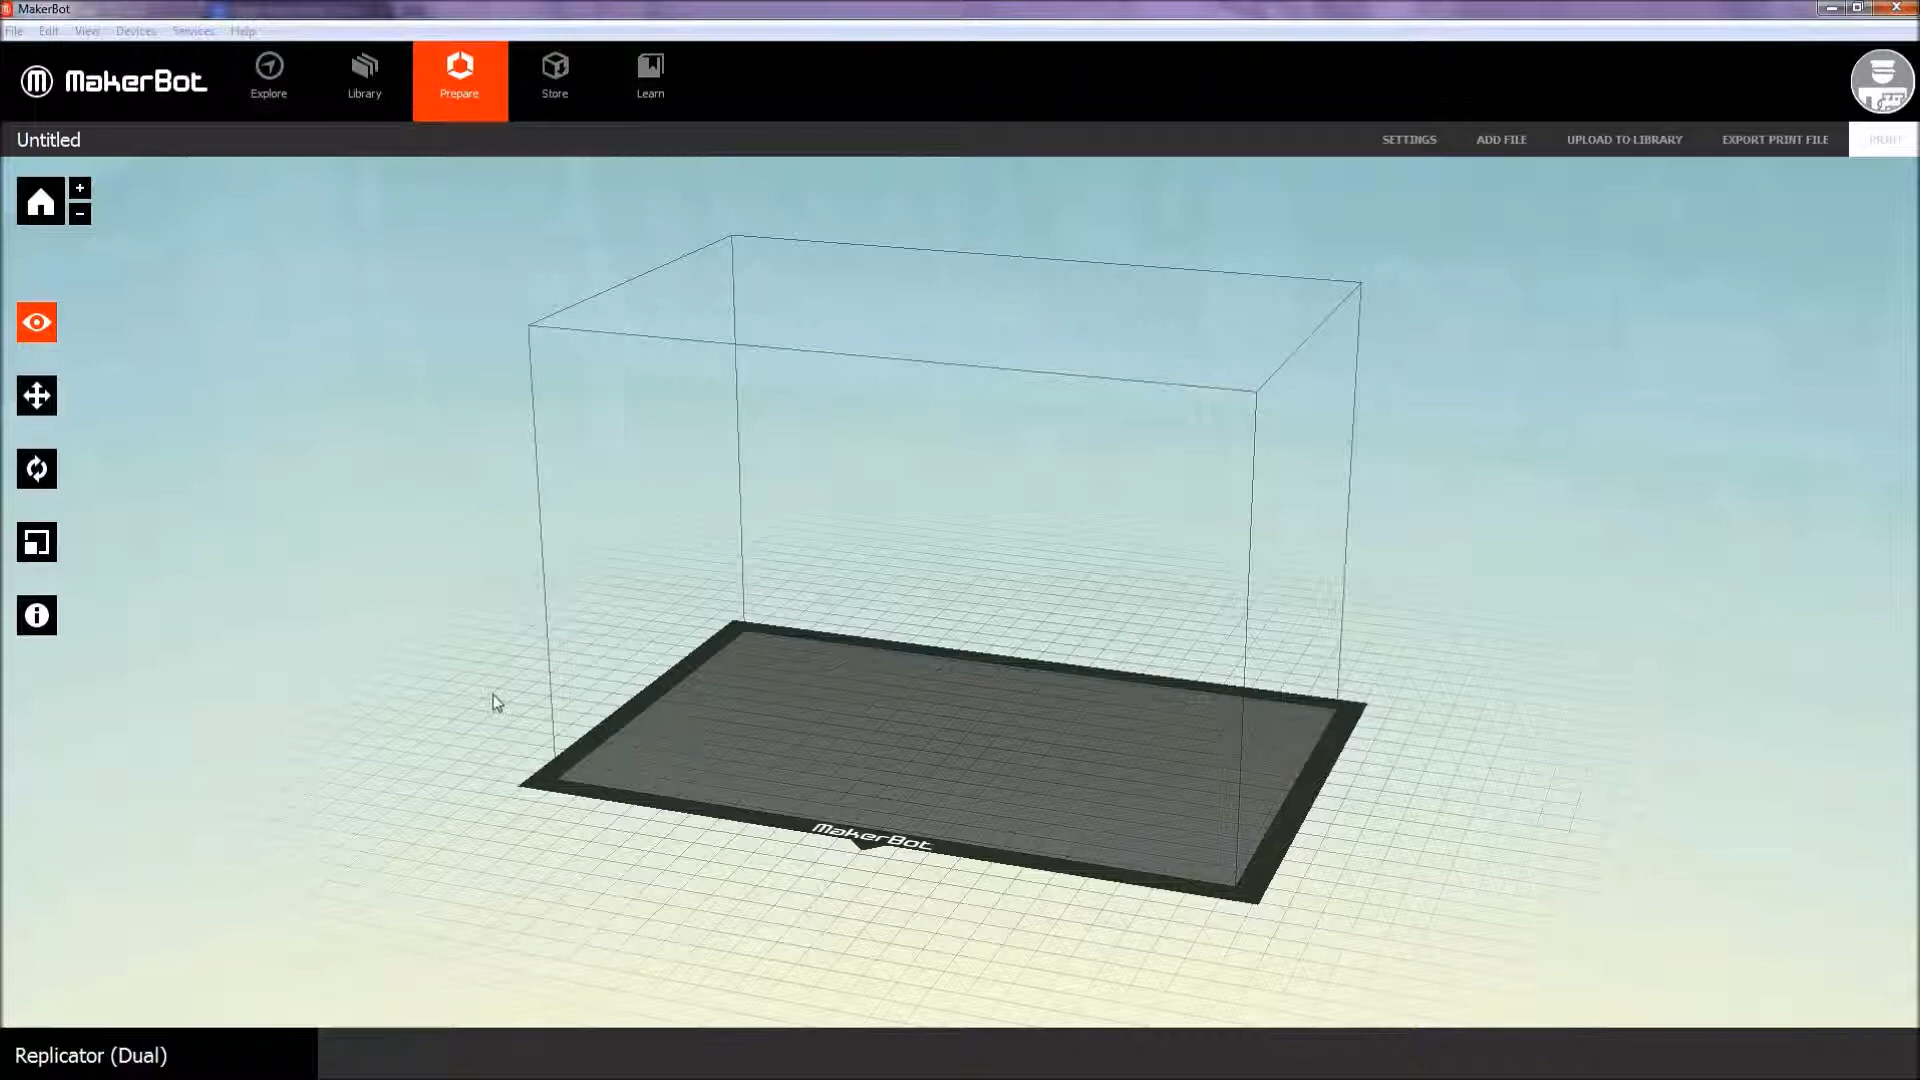 MakerBot
File Edit View Devices Services Help
MakerBot
Explore Library Prepare Store Learn
Untitled
SETTINGS ADD FILE UPLOAD TO LIBRARY EXPORT PRINT FILE PRINT
MakerBot
Replicator (Dual)